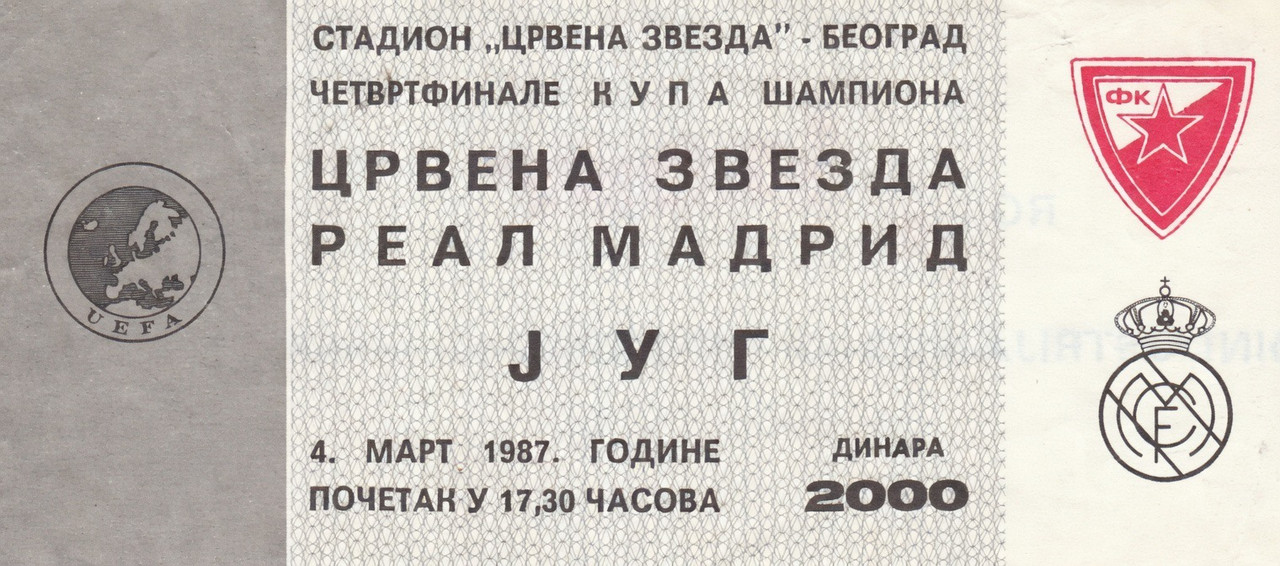 СТАДИОН „ЦРВЕНА ЗВЕЗДА” - БЕОГРАД
ЧЕТВРТФИНАЛЕ КУПА ШАМПИОНА
ЦРВЕНА ЗВЕЗДА
РЕАЛ МАДРИД
ЈУГ
4. МАРТ 1987. ГОДИНЕ
ПОЧЕТАК У 17,30 ЧАСОВА
ДИНАРА
2000
UEFA
ФК
MCF